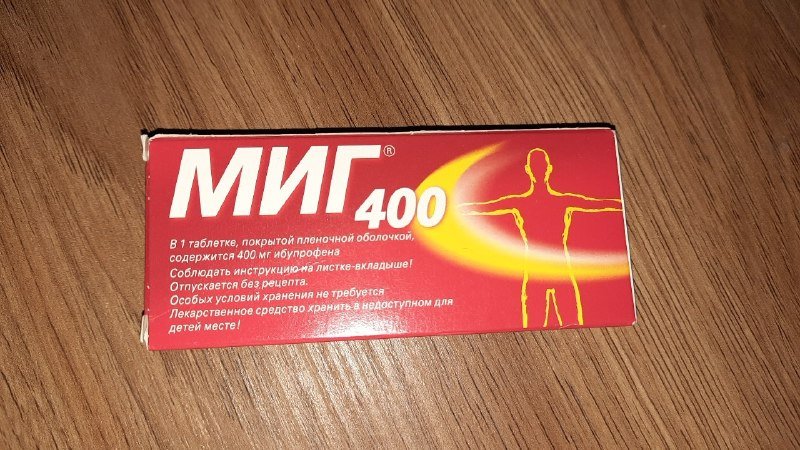 МИГ®400
В 1 таблетке, покрытой пленочной оболочкой,
содержится 400 мг ибупрофена
Соблюдать инструкцию на листке-вкладыше!
Отпускается без рецепта.
Особых условий хранения не требуется
Лекарственное средство хранить в недоступном для
детей месте!